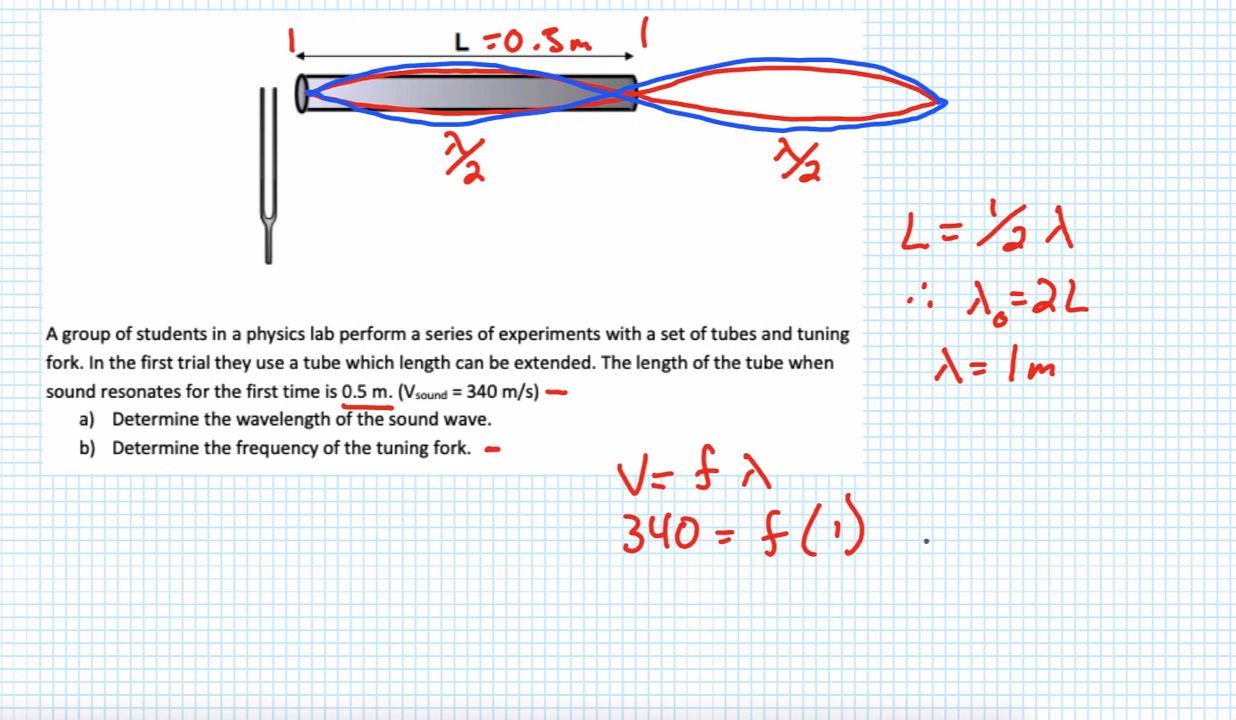 1 L = 0.5m 1
λ/2 λ/2
L = 1/2 λ
∴ λ₀ = 2L
λ = 1m
A group of students in a physics lab perform a series of experiments with a set of tubes and tuning
fork. In the first trial they use a tube which length can be extended. The length of the tube when
sound resonates for the first time is 0.5 m. (Vsound = 340 m/s)
a) Determine the wavelength of the sound wave.
b) Determine the frequency of the tuning fork.
V = f λ
340 = f (1)